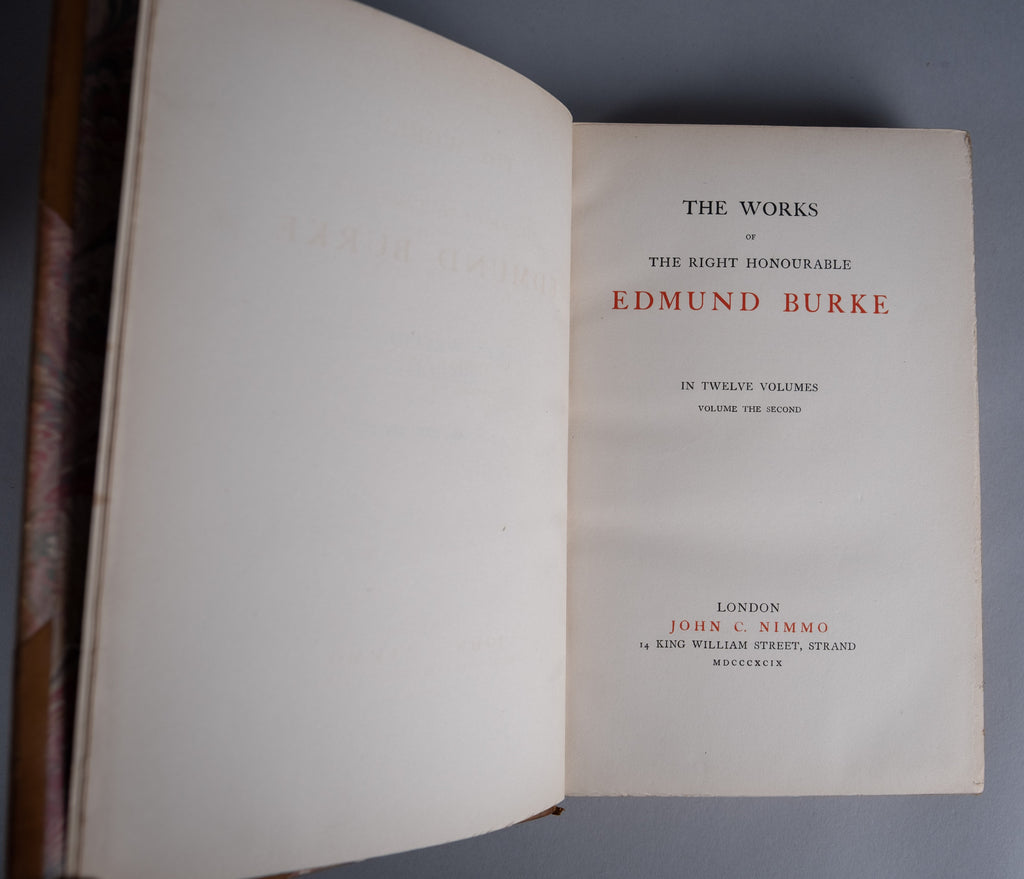 THE WORKS
OF
THE RIGHT HONOURABLE
EDMUND BURKE
IN TWELVE VOLUMES
VOLUME THE SECOND
LONDON
JOHN C. NIMMO
14 KING WILLIAM STREET, STRAND
MDCCCXCIX